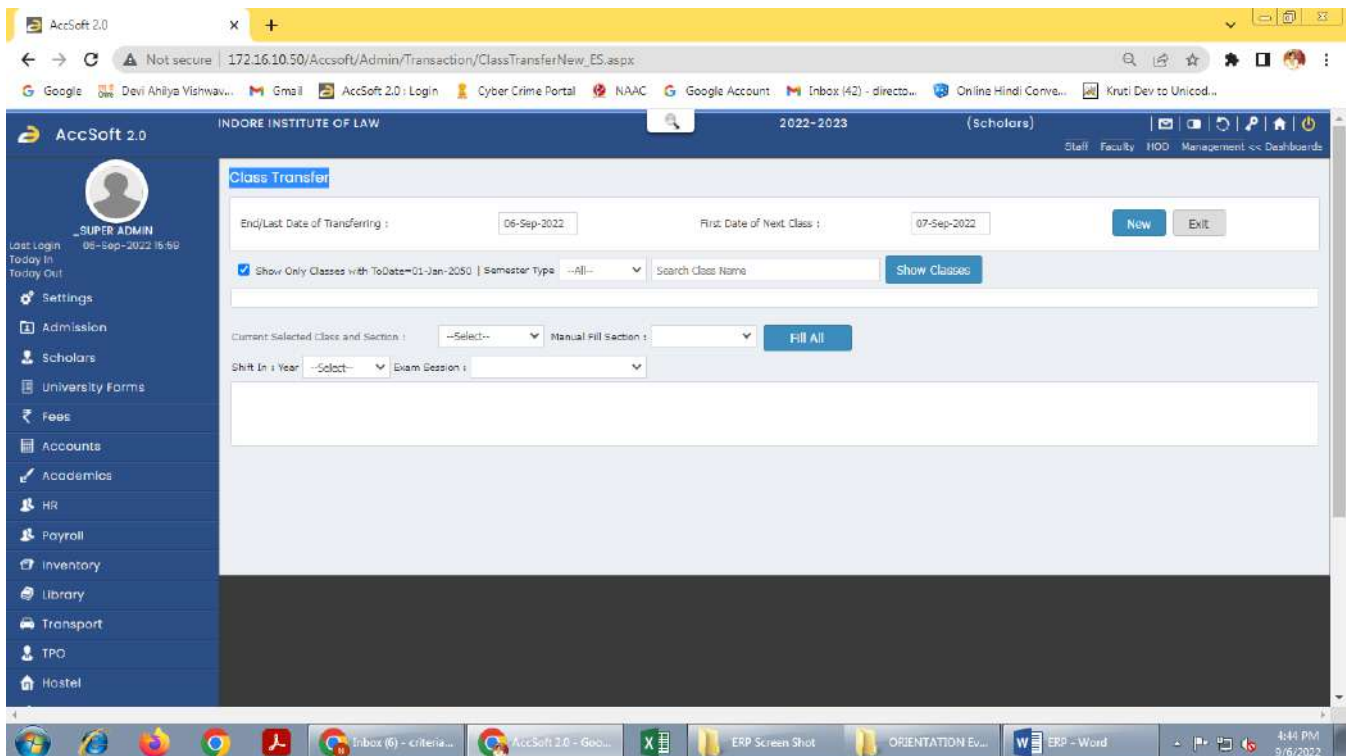 AccSoft 2.0
Not secure 172.16.10.50/Accsoft/Admin/Transaction/ClassTransferNew_ES.aspx
Google Devi Ahilya Vishwav... Gmail AccSoft 2.0 : Login Cyber Crime Portal NAAC Google Account Inbox (42) - directo... Online Hindi Conve... Kruti Dev to Unicod...
AccSoft 2.0 INDORE INSTITUTE OF LAW 2022-2023 (Scholars)
Staff Faculty HOD Management << Dashboards
Class Transfer
End/Last Date of Transferring : 06-Sep-2022 First Date of Next Class : 07-Sep-2022 New Exit
_SUPER ADMIN
Last Login 06-Sep-2022 15:59
Today In
Today Out
Show Only Classes with ToDate=01-Jan-2050 | Semester Type --All-- Search Class Name Show Classes
Settings
Admission
Scholars
University Forms
Fees
Accounts
Academics
HR
Payroll
Inventory
Library
Transport
TPO
Hostel
Current Selected Class and Section : --Select-- Manual Fill Section : Fill All
Shift In : Year --Select-- Exam Session :
Inbox (6) - criteria... AccSoft 2.0 - Goo... ERP Screen Shot ORIENTATION Ev... ERP - Word
4:44 PM
9/6/2022